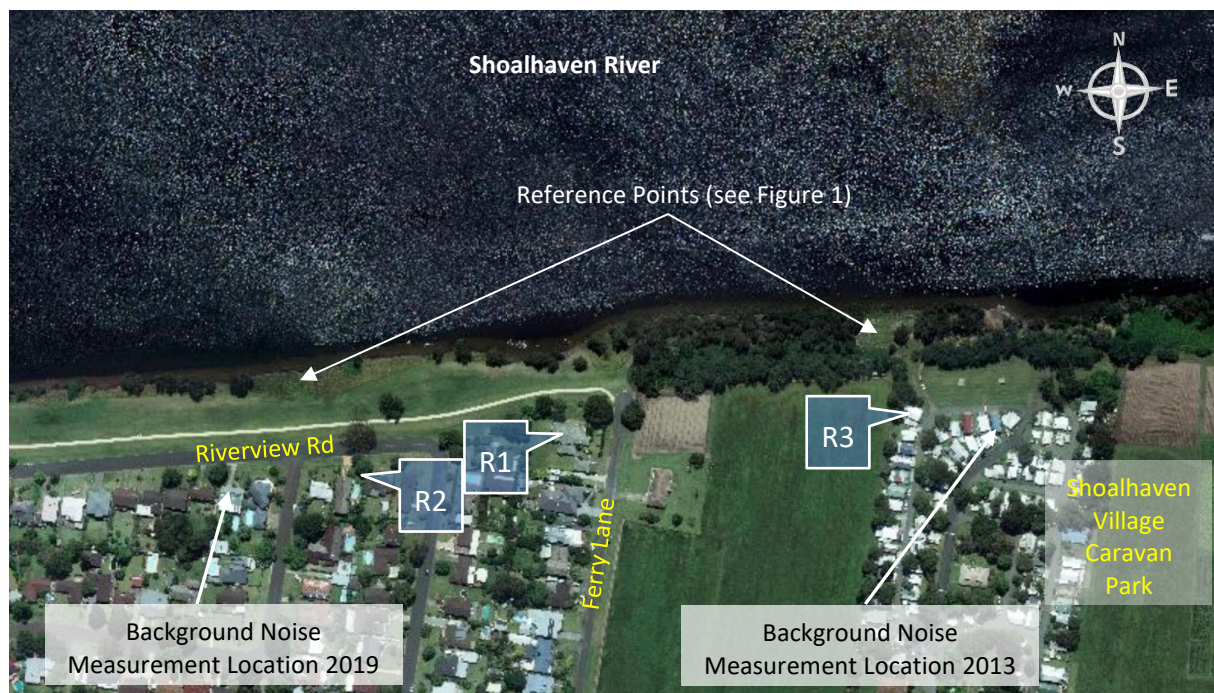 Shoalhaven River
N
W
E
S
Reference Points (see Figure 1)
Riverview Rd
R1
R2
R3
Ferry Lane
Shoalhaven
Village
Caravan
Park
Background Noise
Measurement Location 2019
Background Noise
Measurement Location 2013